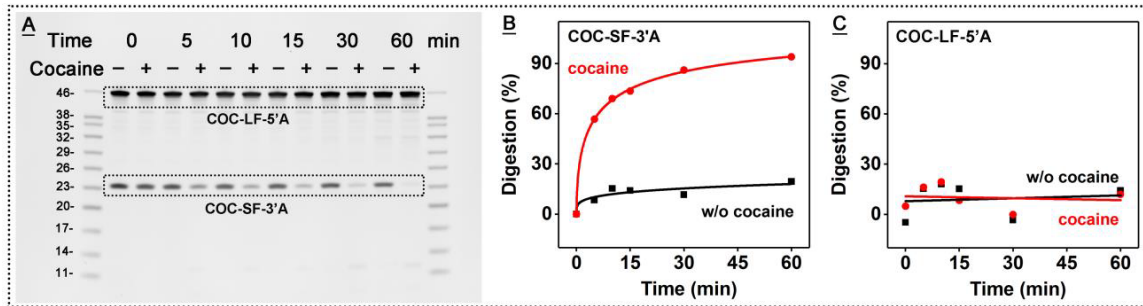 A
Time 0 5 10 15 30 60 min
Cocaine – + – + – + – + – + – +
46-
COC-LF-5'A
38-
35-
32-
29-
26-
23-
COC-SF-3'A
20-
17-
14-
11-
B
COC-SF-3'A
cocaine
w/o cocaine
Digestion (%)
90
60
30
0
0 15 30 45 60
Time (min)
C
COC-LF-5'A
w/o cocaine
cocaine
Digestion (%)
90
60
30
0
0 15 30 45 60
Time (min)